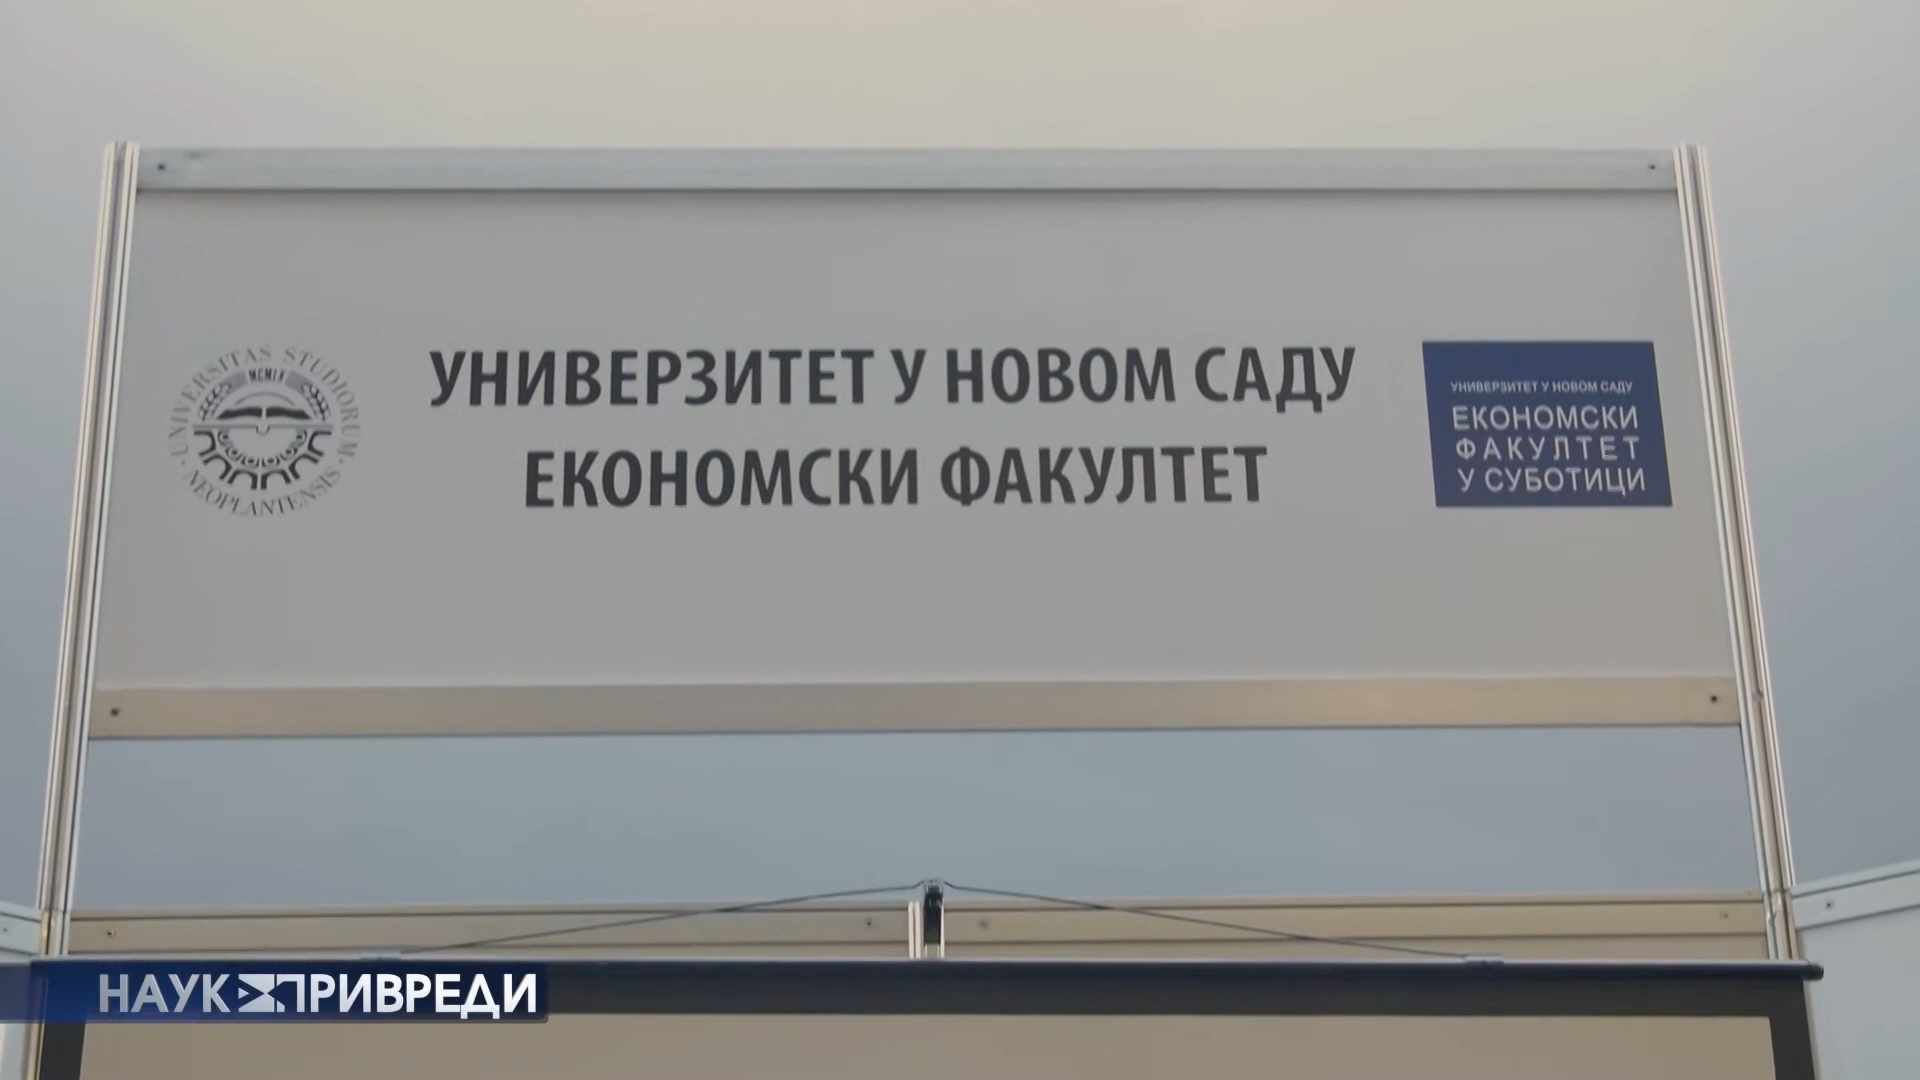 UNIVERSITAS STUDIORUM
MCMLX
NEOPLANTENSIS
УНИВЕРЗИТЕТ У НОВОМ САДУ
ЕКОНОМСКИ ФАКУЛТЕТ
УНИВЕРЗИТЕТ У НОВОМ САДУ
ЕКОНОМСКИ
ФАКУЛТЕТ
У СУБОТИЦИ
НАУК ПРИВРЕДИ